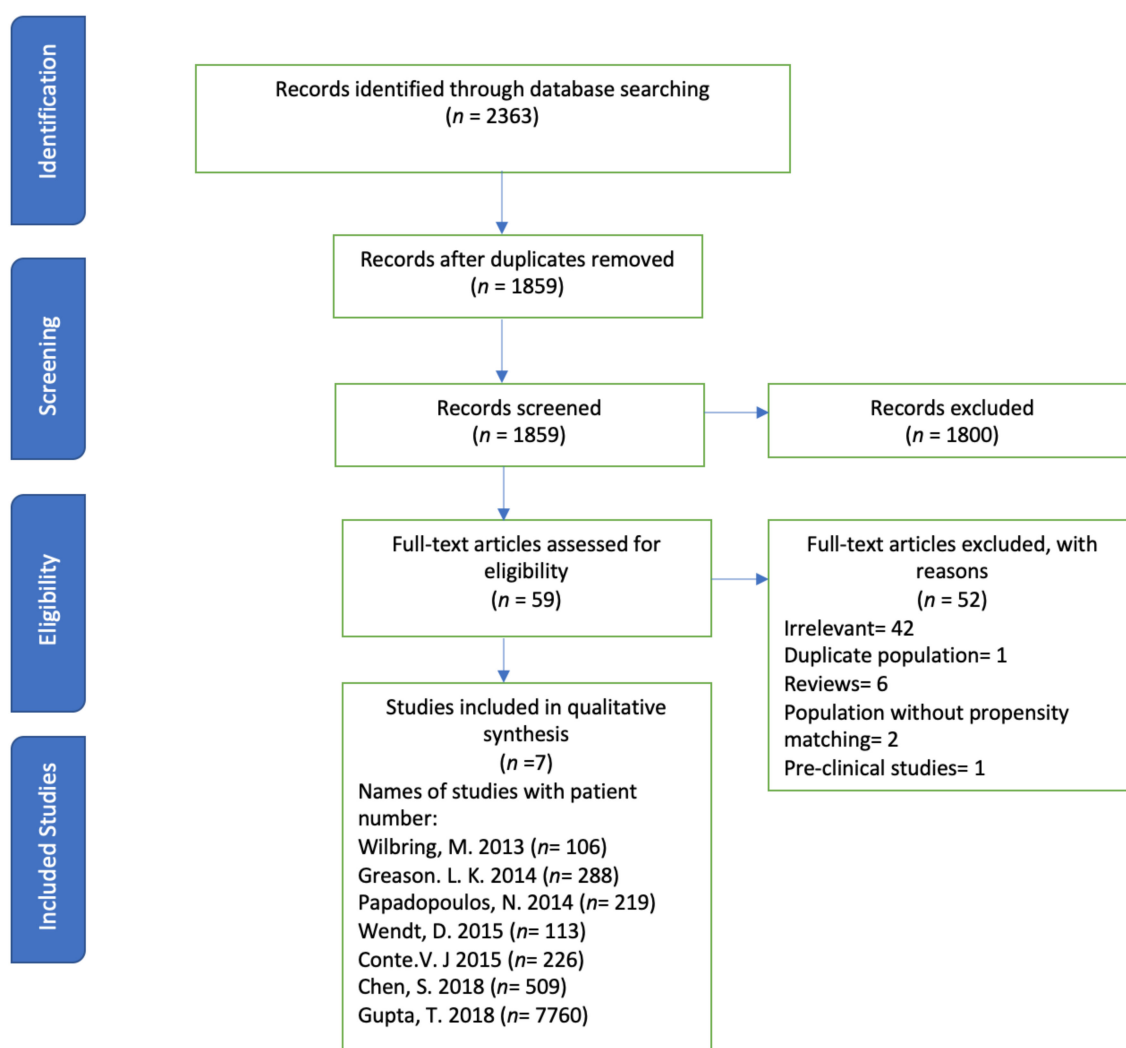 Identification
Records identified through database searching
(n = 2363)
Records after duplicates removed
(n = 1859)
Screening
Records screened
(n = 1859)
Records excluded
(n = 1800)
Eligibility
Full-text articles assessed for
eligibility
(n = 59)
Full-text articles excluded, with
reasons
(n = 52)
Irrelevant= 42
Duplicate population= 1
Reviews= 6
Population without propensity
matching= 2
Pre-clinical studies= 1
Included Studies
Studies included in qualitative
synthesis
(n =7)
Names of studies with patient
number:
Wilbring, M. 2013 (n= 106)
Greason. L. K. 2014 (n= 288)
Papadopoulos, N. 2014 (n= 219)
Wendt, D. 2015 (n= 113)
Conte.V. J 2015 (n= 226)
Chen, S. 2018 (n= 509)
Gupta, T. 2018 (n= 7760)